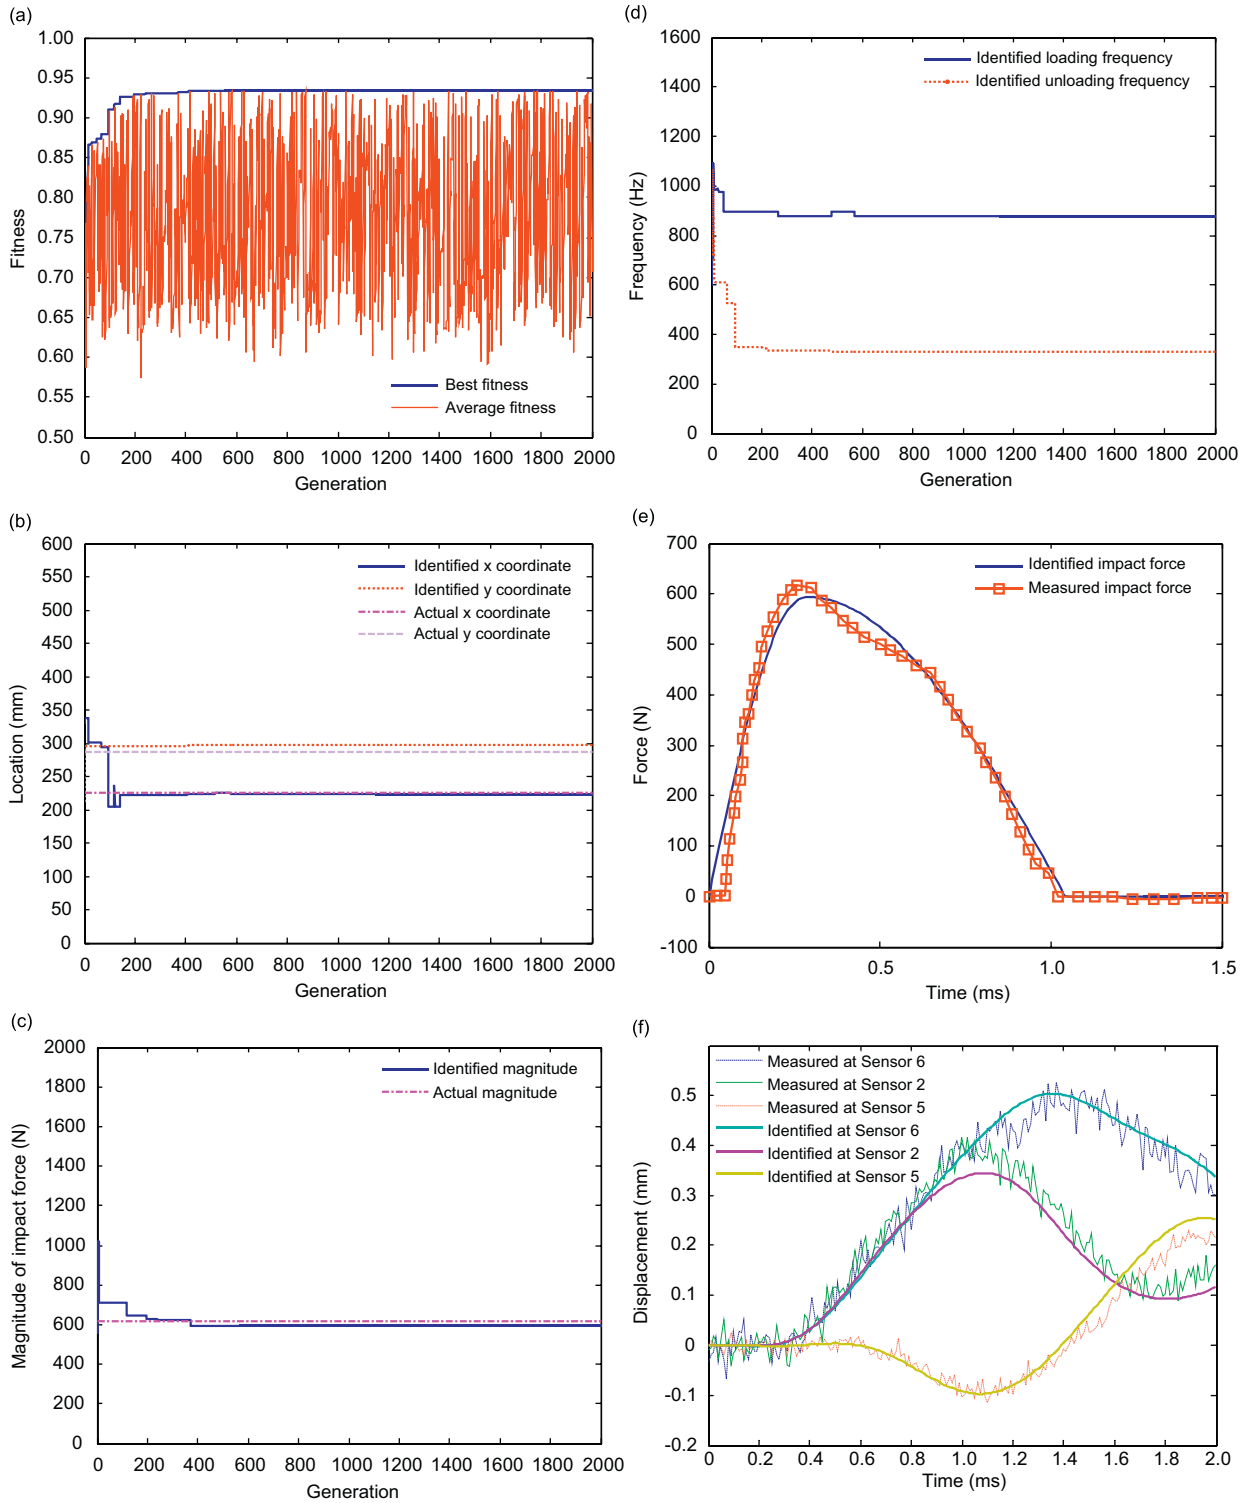 (a)
1.00
0.95
0.90
0.85
0.80
0.75
0.70
0.65
0.60
0.55
0.50
Fitness
Best fitness
Average fitness
0 200 400 600 800 1000 1200 1400 1600 1800 2000
Generation
(b)
600
550
500
450
400
350
300
250
200
150
100
50
0
Location (mm)
Identified x coordinate
Identified y coordinate
Actual x coordinate
Actual y coordinate
0 200 400 600 800 1000 1200 1400 1600 1800 2000
Generation
(c)
2000
1800
1600
1400
1200
1000
800
600
400
200
0
Magnitude of impact force (N)
Identified magnitude
Actual magnitude
0 200 400 600 800 1000 1200 1400 1600 1800 2000
Generation
(d)
1600
1400
1200
1000
800
600
400
200
0
Frequency (Hz)
Identified loading frequency
Identified unloading frequency
0 200 400 600 800 1000 1200 1400 1600 1800 2000
Generation
(e)
700
600
500
400
300
200
100
0
-100
Force (N)
Identified impact force
Measured impact force
0 0.5 1.0 1.5
Time (ms)
(f)
0.5
0.4
0.3
0.2
0.1
0
-0.1
-0.2
Displacement (mm)
Measured at Sensor 6
Measured at Sensor 2
Measured at Sensor 5
Identified at Sensor 6
Identified at Sensor 2
Identified at Sensor 5
0 0.2 0.4 0.6 0.8 1.0 1.2 1.4 1.6 1.8 2.0
Time (ms)